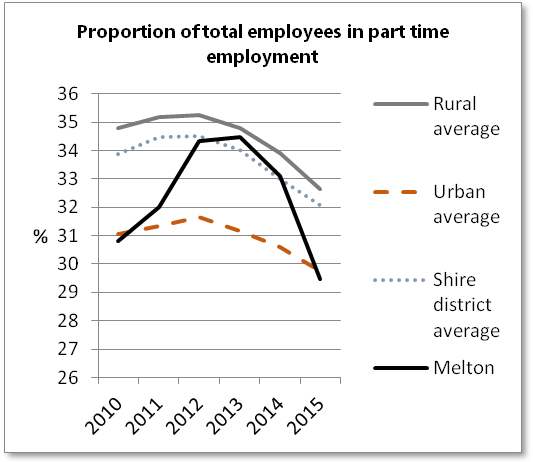 Proportion of total employees in part time
employment
36
35
34
33
32
31
30
29
28
27
26
%
2010
2011
2012
2013
2014
2015
Rural
average
Urban
average
Shire
district
average
Melton